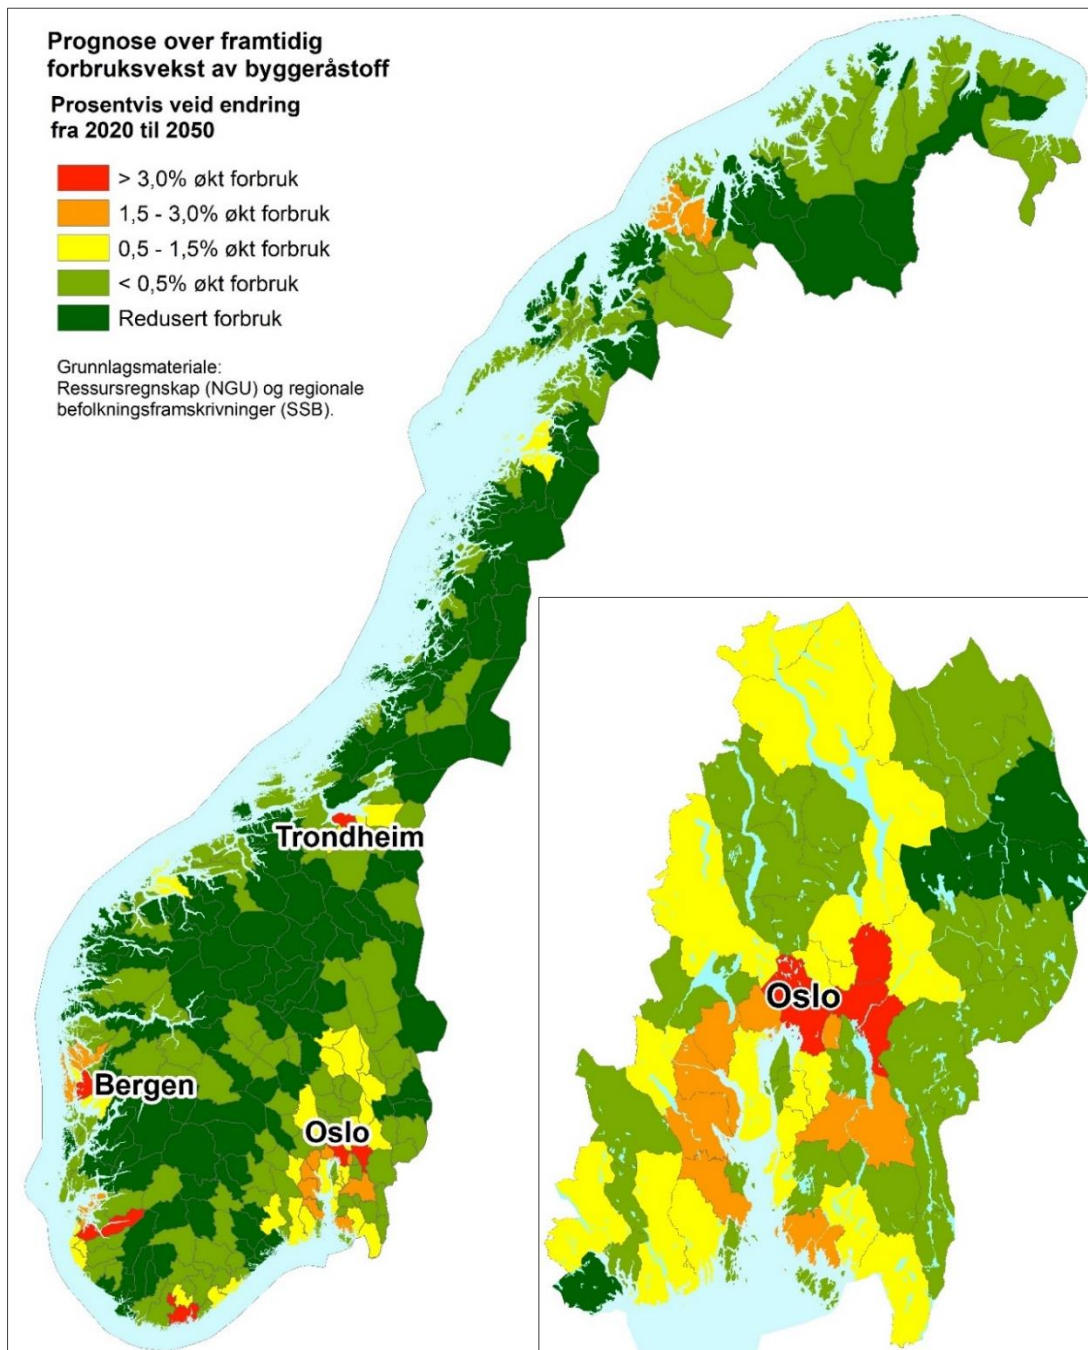 Prognose over framtidig
forbruksvekst av byggeråstoff
Prosentvis veid endring
fra 2020 til 2050
> 3,0% økt forbruk
1,5 - 3,0% økt forbruk
0,5 - 1,5% økt forbruk
< 0,5% økt forbruk
Redusert forbruk
Grunnlagsmateriale:
Ressursregnskap (NGU) og regionale
befolkningsframskrivninger (SSB).
Trondheim
Bergen
Oslo
Oslo